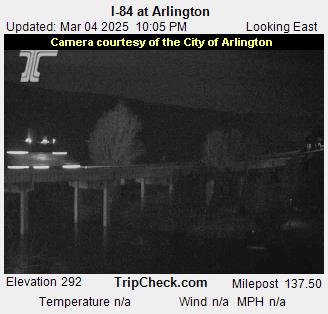 I-84 at Arlington
Updated: Mar 04 2025 10:05 PM Looking East
Camera courtesy of the City of Arlington
Elevation 292 TripCheck.com Milepost 137.50
Temperature n/a Wind n/a MPH n/a